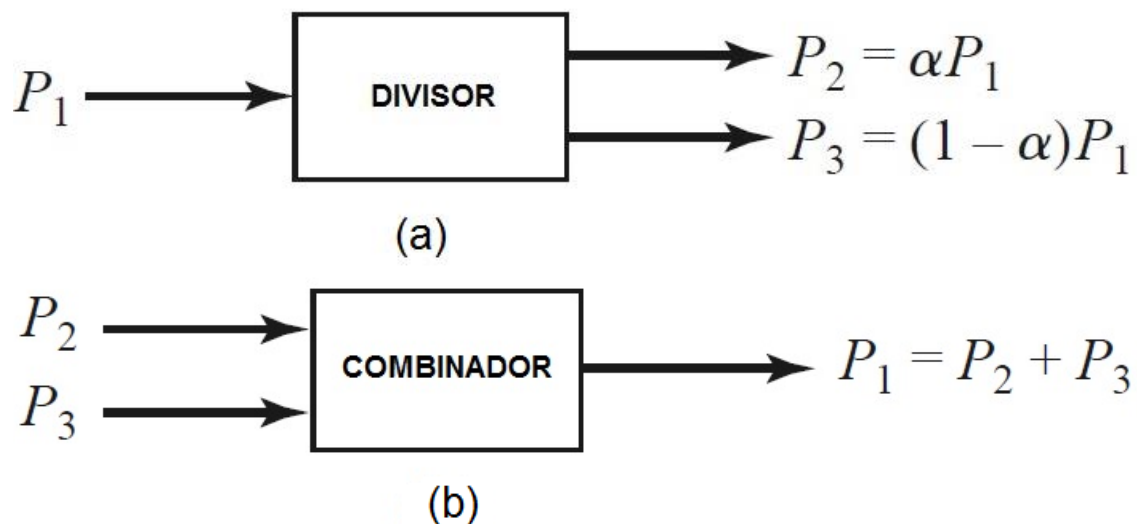 P₁
DIVISOR
P₂ = αP₁
P₃ = (1 − α)P₁
(a)
P₂
P₃
COMBINADOR
P₁ = P₂ + P₃
(b)